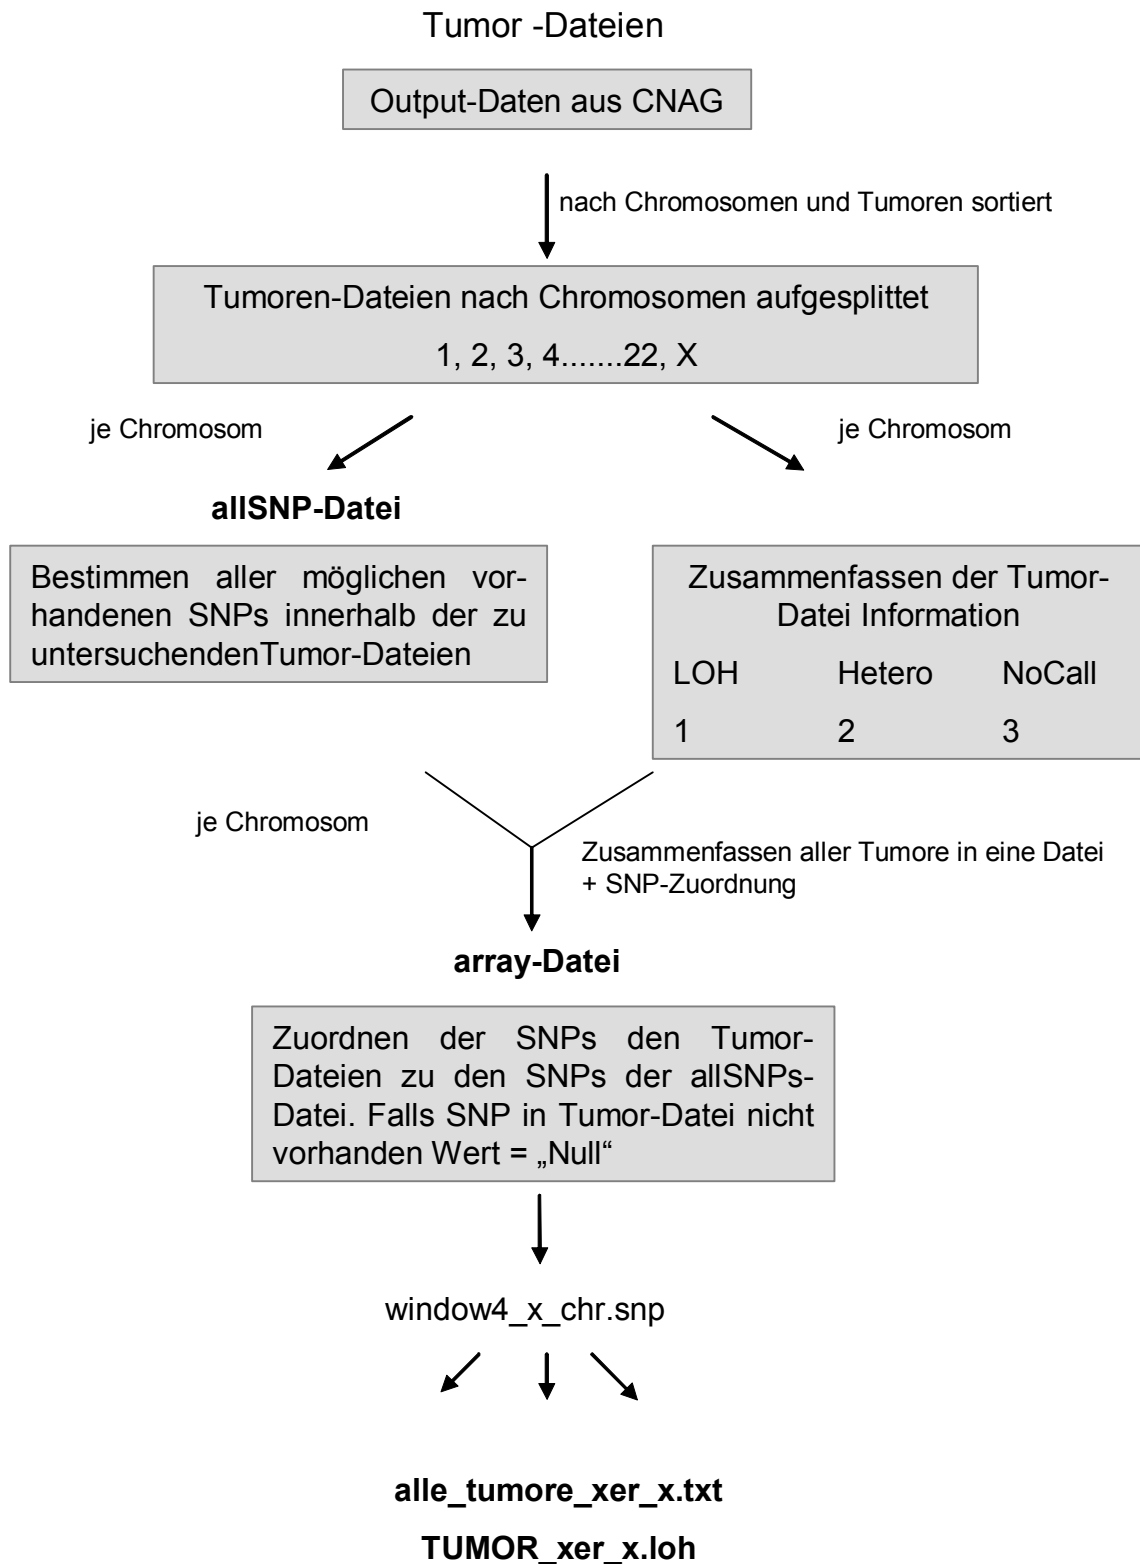 Tumor -Dateien
Output-Daten aus CNAG
nach Chromosomen und Tumoren sortiert
Tumoren-Dateien nach Chromosomen aufgesplittet
1, 2, 3, 4.......22, X
je Chromosom
je Chromosom
allSNP-Datei
Bestimmen aller möglichen vor-
handenen SNPs innerhalb der zu
untersuchendenTumor-Dateien
Zusammenfassen der Tumor-
Datei Information
LOH Hetero NoCall
1 2 3
je Chromosom
Zusammenfassen aller Tumore in eine Datei
+ SNP-Zuordnung
array-Datei
Zuordnen der SNPs den Tumor-
Dateien zu den SNPs der allSNPs-
Datei. Falls SNP in Tumor-Datei nicht
vorhanden Wert = „Null“
window4_x_chr.snp
alle_tumore_xer_x.txt
TUMOR_xer_x.loh